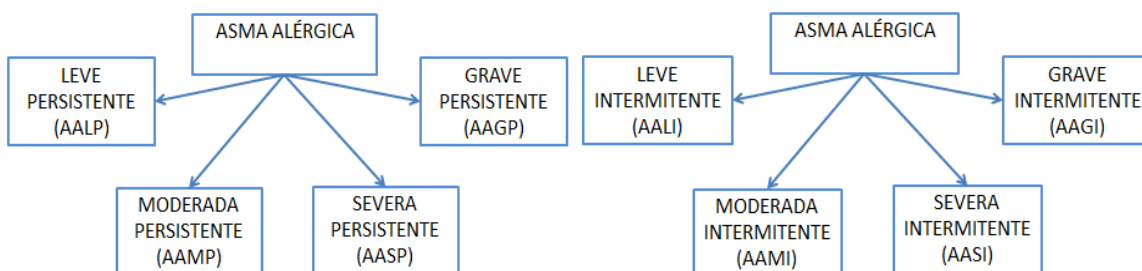 ASMA ALÉRGICA
LEVE
PERSISTENTE
(AALP)
GRAVE
PERSISTENTE
(AAGP)
MODERADA
PERSISTENTE
(AAMP)
SEVERA
PERSISTENTE
(AASP)
ASMA ALÉRGICA
LEVE
INTERMITENTE
(AALI)
GRAVE
INTERMITENTE
(AAGI)
MODERADA
INTERMITENTE
(AAMI)
SEVERA
INTERMITENTE
(AASI)